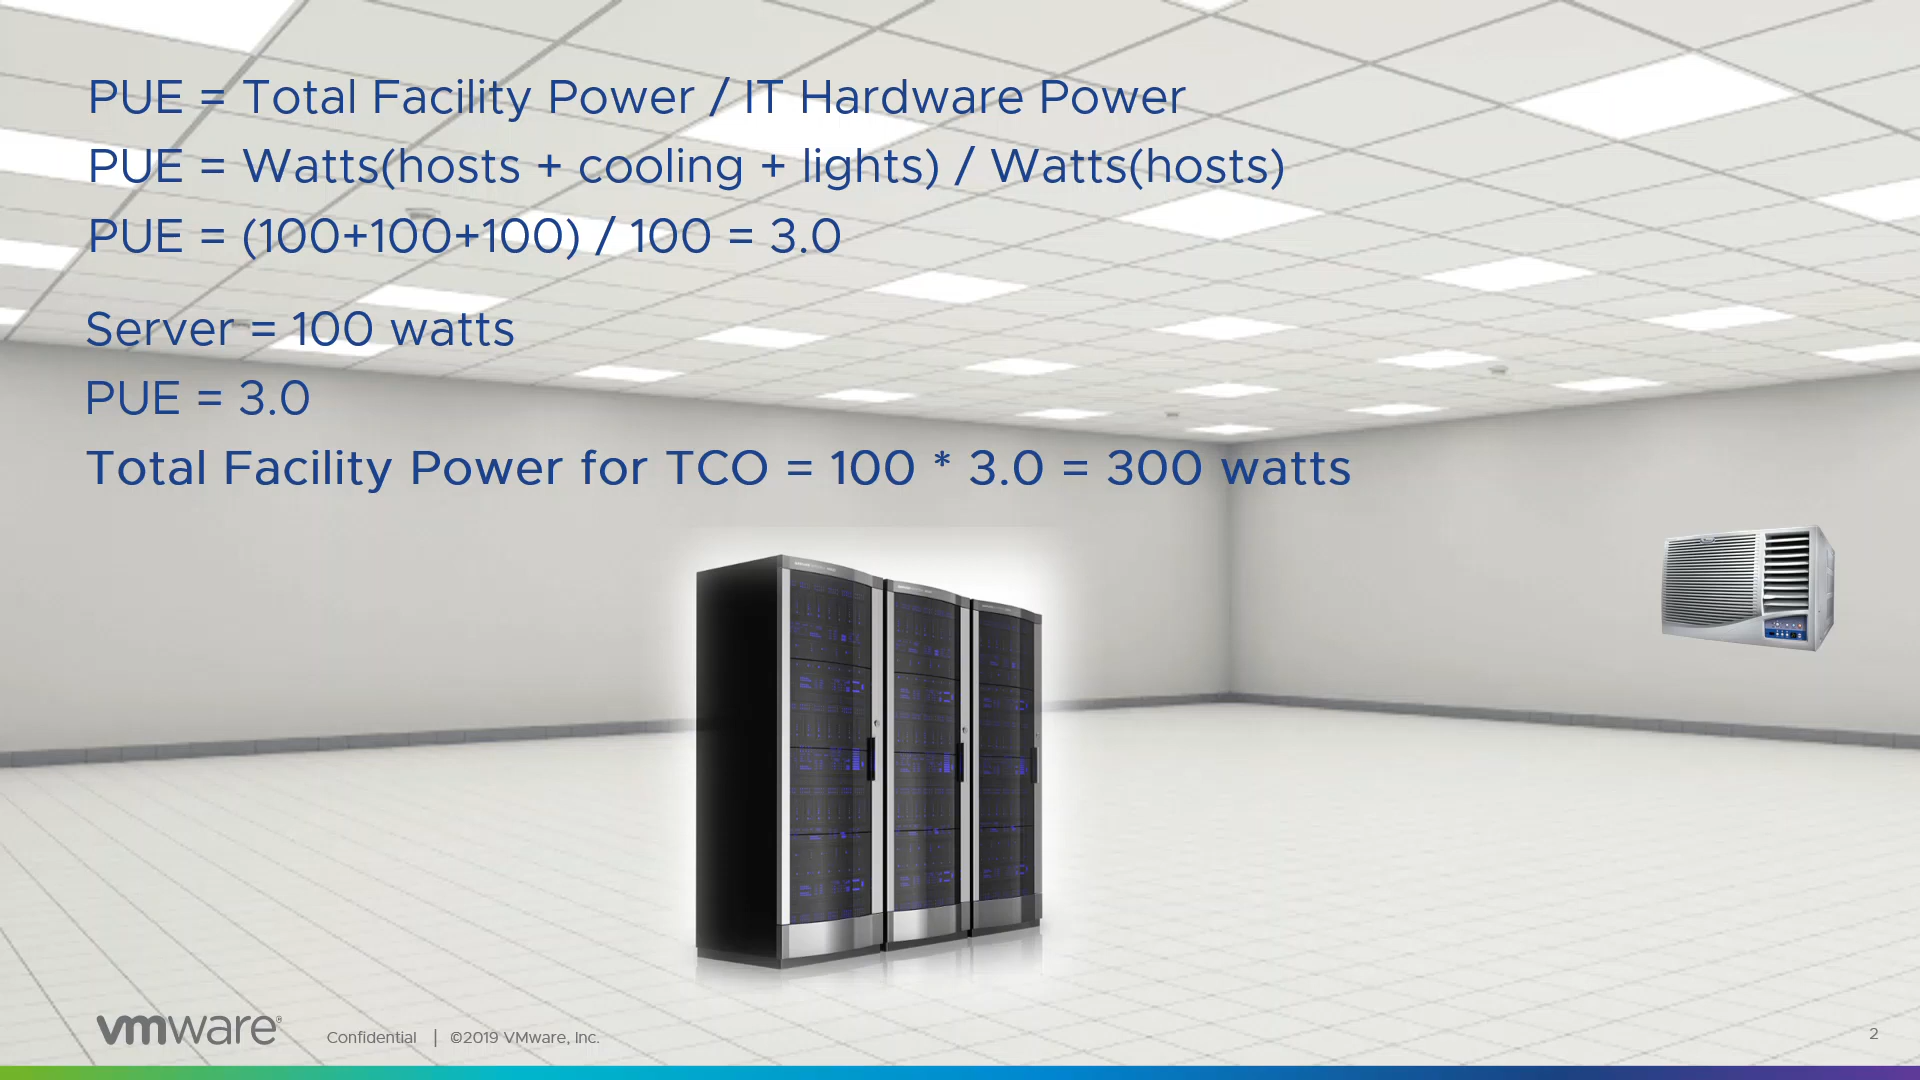 PUE = Total Facility Power / IT Hardware Power
PUE = Watts(hosts + cooling + lights) / Watts(hosts)
PUE = (100+100+100) / 100 = 3.0
Server = 100 watts
PUE = 3.0
Total Facility Power for TCO = 100 * 3.0 = 300 watts
vmware®
Confidential | ©2019 VMware, Inc.
2